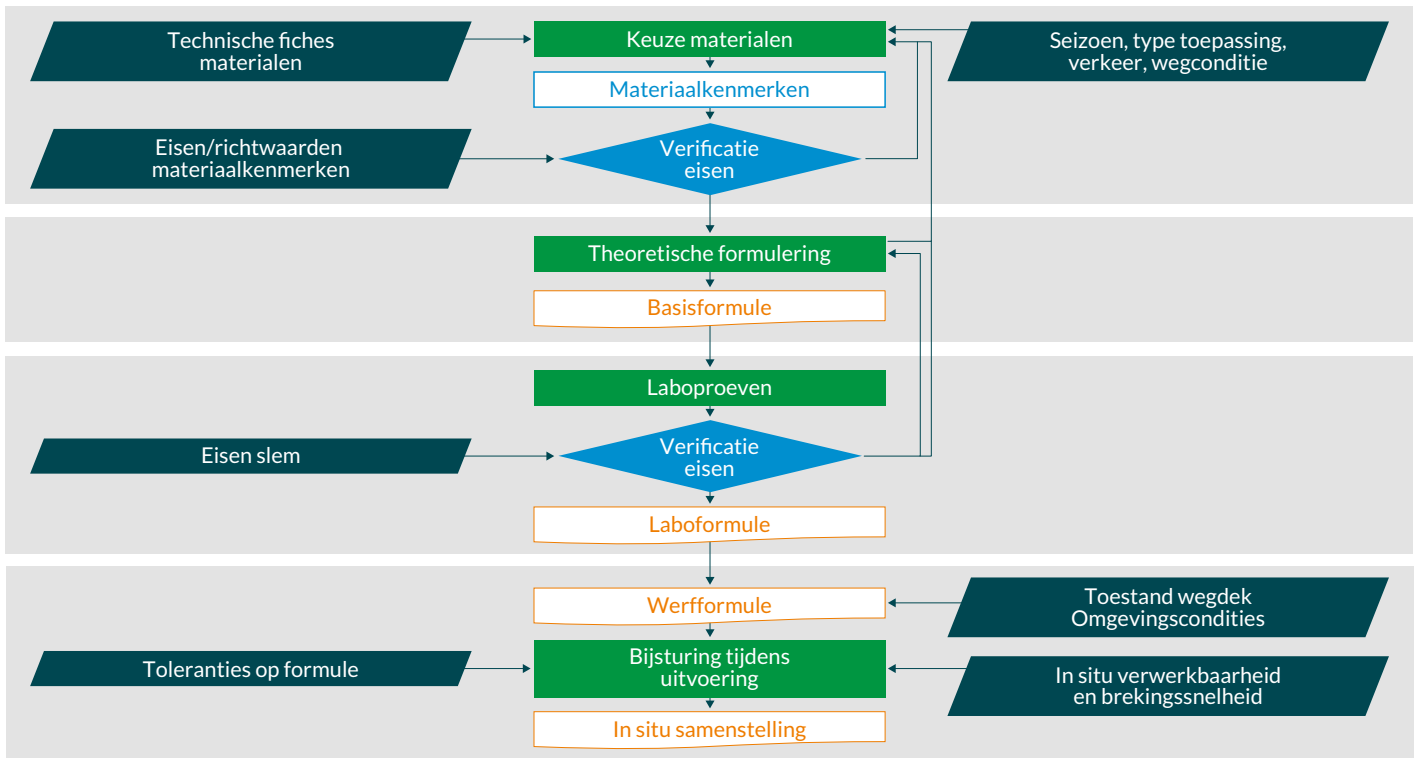 Technische fiches
materialen
Keuze materialen
Seizoen, type toepassing,
verkeer, wegconditie
Materiaalkenmerken
Eisen/richtwaarden
materiaalkenmerken
Verificatie
eisen
Theoretische formulering
Basisformule
Laboproeven
Eisen slem
Verificatie
eisen
Laboformule
Werfformule
Toestand wegdek
Omgevingscondities
Toleranties op formule
Bijsturing tijdens
uitvoering
In situ verwerkbaarheid
en brekingssnelheid
In situ samenstelling